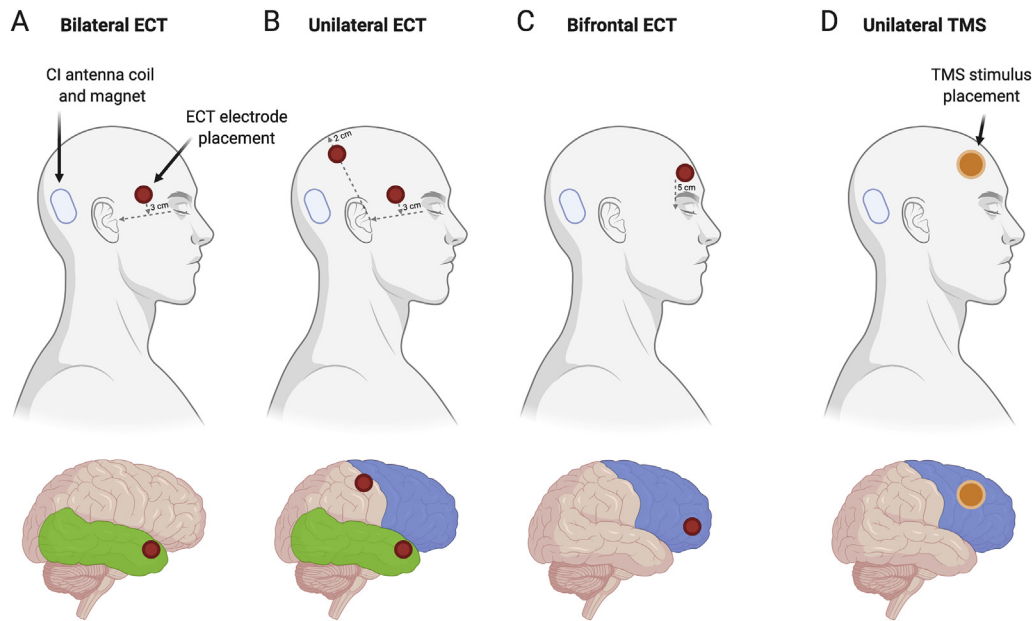 A Bilateral ECT
B Unilateral ECT
C Bifrontal ECT
D Unilateral TMS
CI antenna coil
and magnet
ECT electrode
placement
TMS stimulus
placement
3 cm
2 cm
3 cm
5 cm